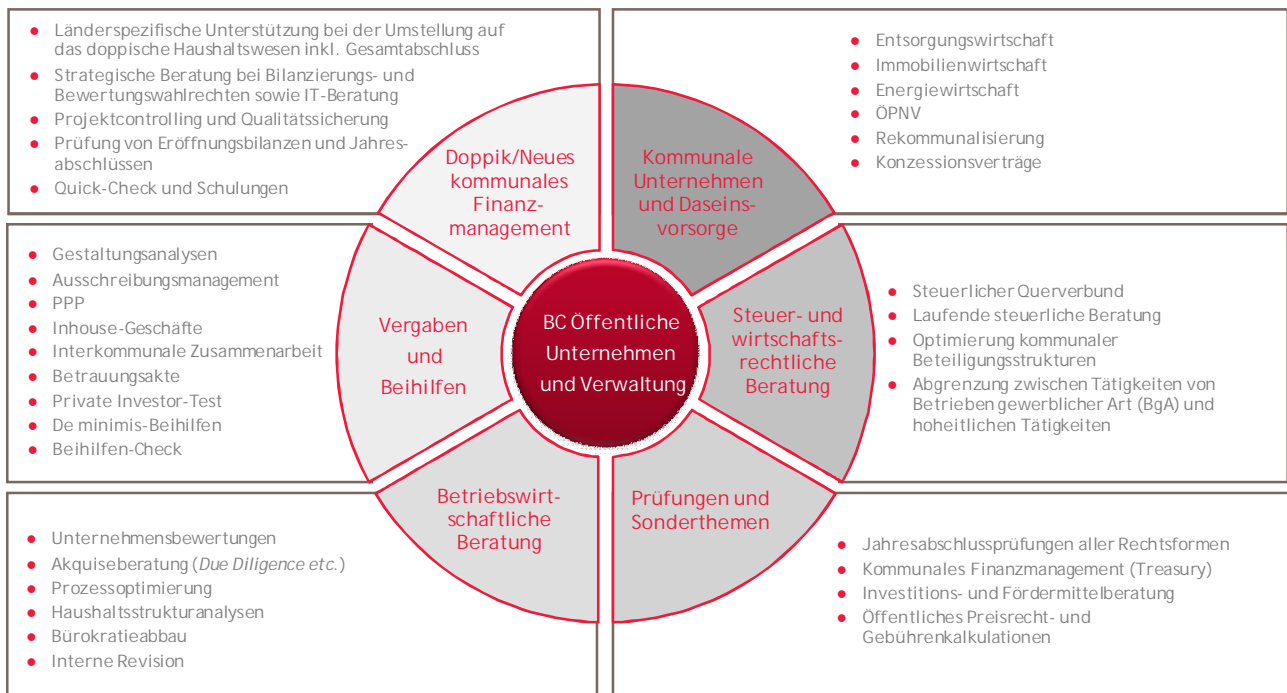 Länderspezifische Unterstützung bei der Umstellung auf
das doppische Haushaltswesen inkl. Gesamtabschluss
Strategische Beratung bei Bilanzierungs- und
Bewertungswahlrechten sowie IT-Beratung
Projektcontrolling und Qualitätssicherung
Prüfung von Eröffnungsbilanzen und Jahres-
abschlüssen
Quick-Check und Schulungen
Doppik/Neues
kommunales
Finanz-
management
Kommunale
Unternehmen
und Daseins-
vorsorge
Entsorgungswirtschaft
Immobilienwirtschaft
Energiewirtschaft
ÖPNV
Rekommunalisierung
Konzessionsverträge
Gestaltungsanalysen
Ausschreibungsmanagement
PPP
Inhouse-Geschäfte
Interkommunale Zusammenarbeit
Betrauungsakte
Private Investor-Test
De minimis-Beihilfen
Beihilfen-Check
Vergaben
und
Beihilfen
BC Öffentliche
Unternehmen
und Verwaltung
Steuer- und
wirtschafts-
rechtliche
Beratung
Steuerlicher Querverbund
Laufende steuerliche Beratung
Optimierung kommunaler
Beteiligungsstrukturen
Abgrenzung zwischen Tätigkeiten von
Betrieben gewerblicher Art (BgA) und
hoheitlichen Tätigkeiten
Unternehmensbewertungen
Akquiseberatung (Due Diligence etc.)
Prozessoptimierung
Haushaltsstrukturanalysen
Bürokratieabbau
Interne Revision
Betriebswirt-
schaftliche
Beratung
Prüfungen und
Sonderthemen
Jahresabschlussprüfungen aller Rechtsformen
Kommunales Finanzmanagement (Treasury)
Investitions- und Fördermittelberatung
Öffentliches Preisrecht- und
Gebührenkalkulationen